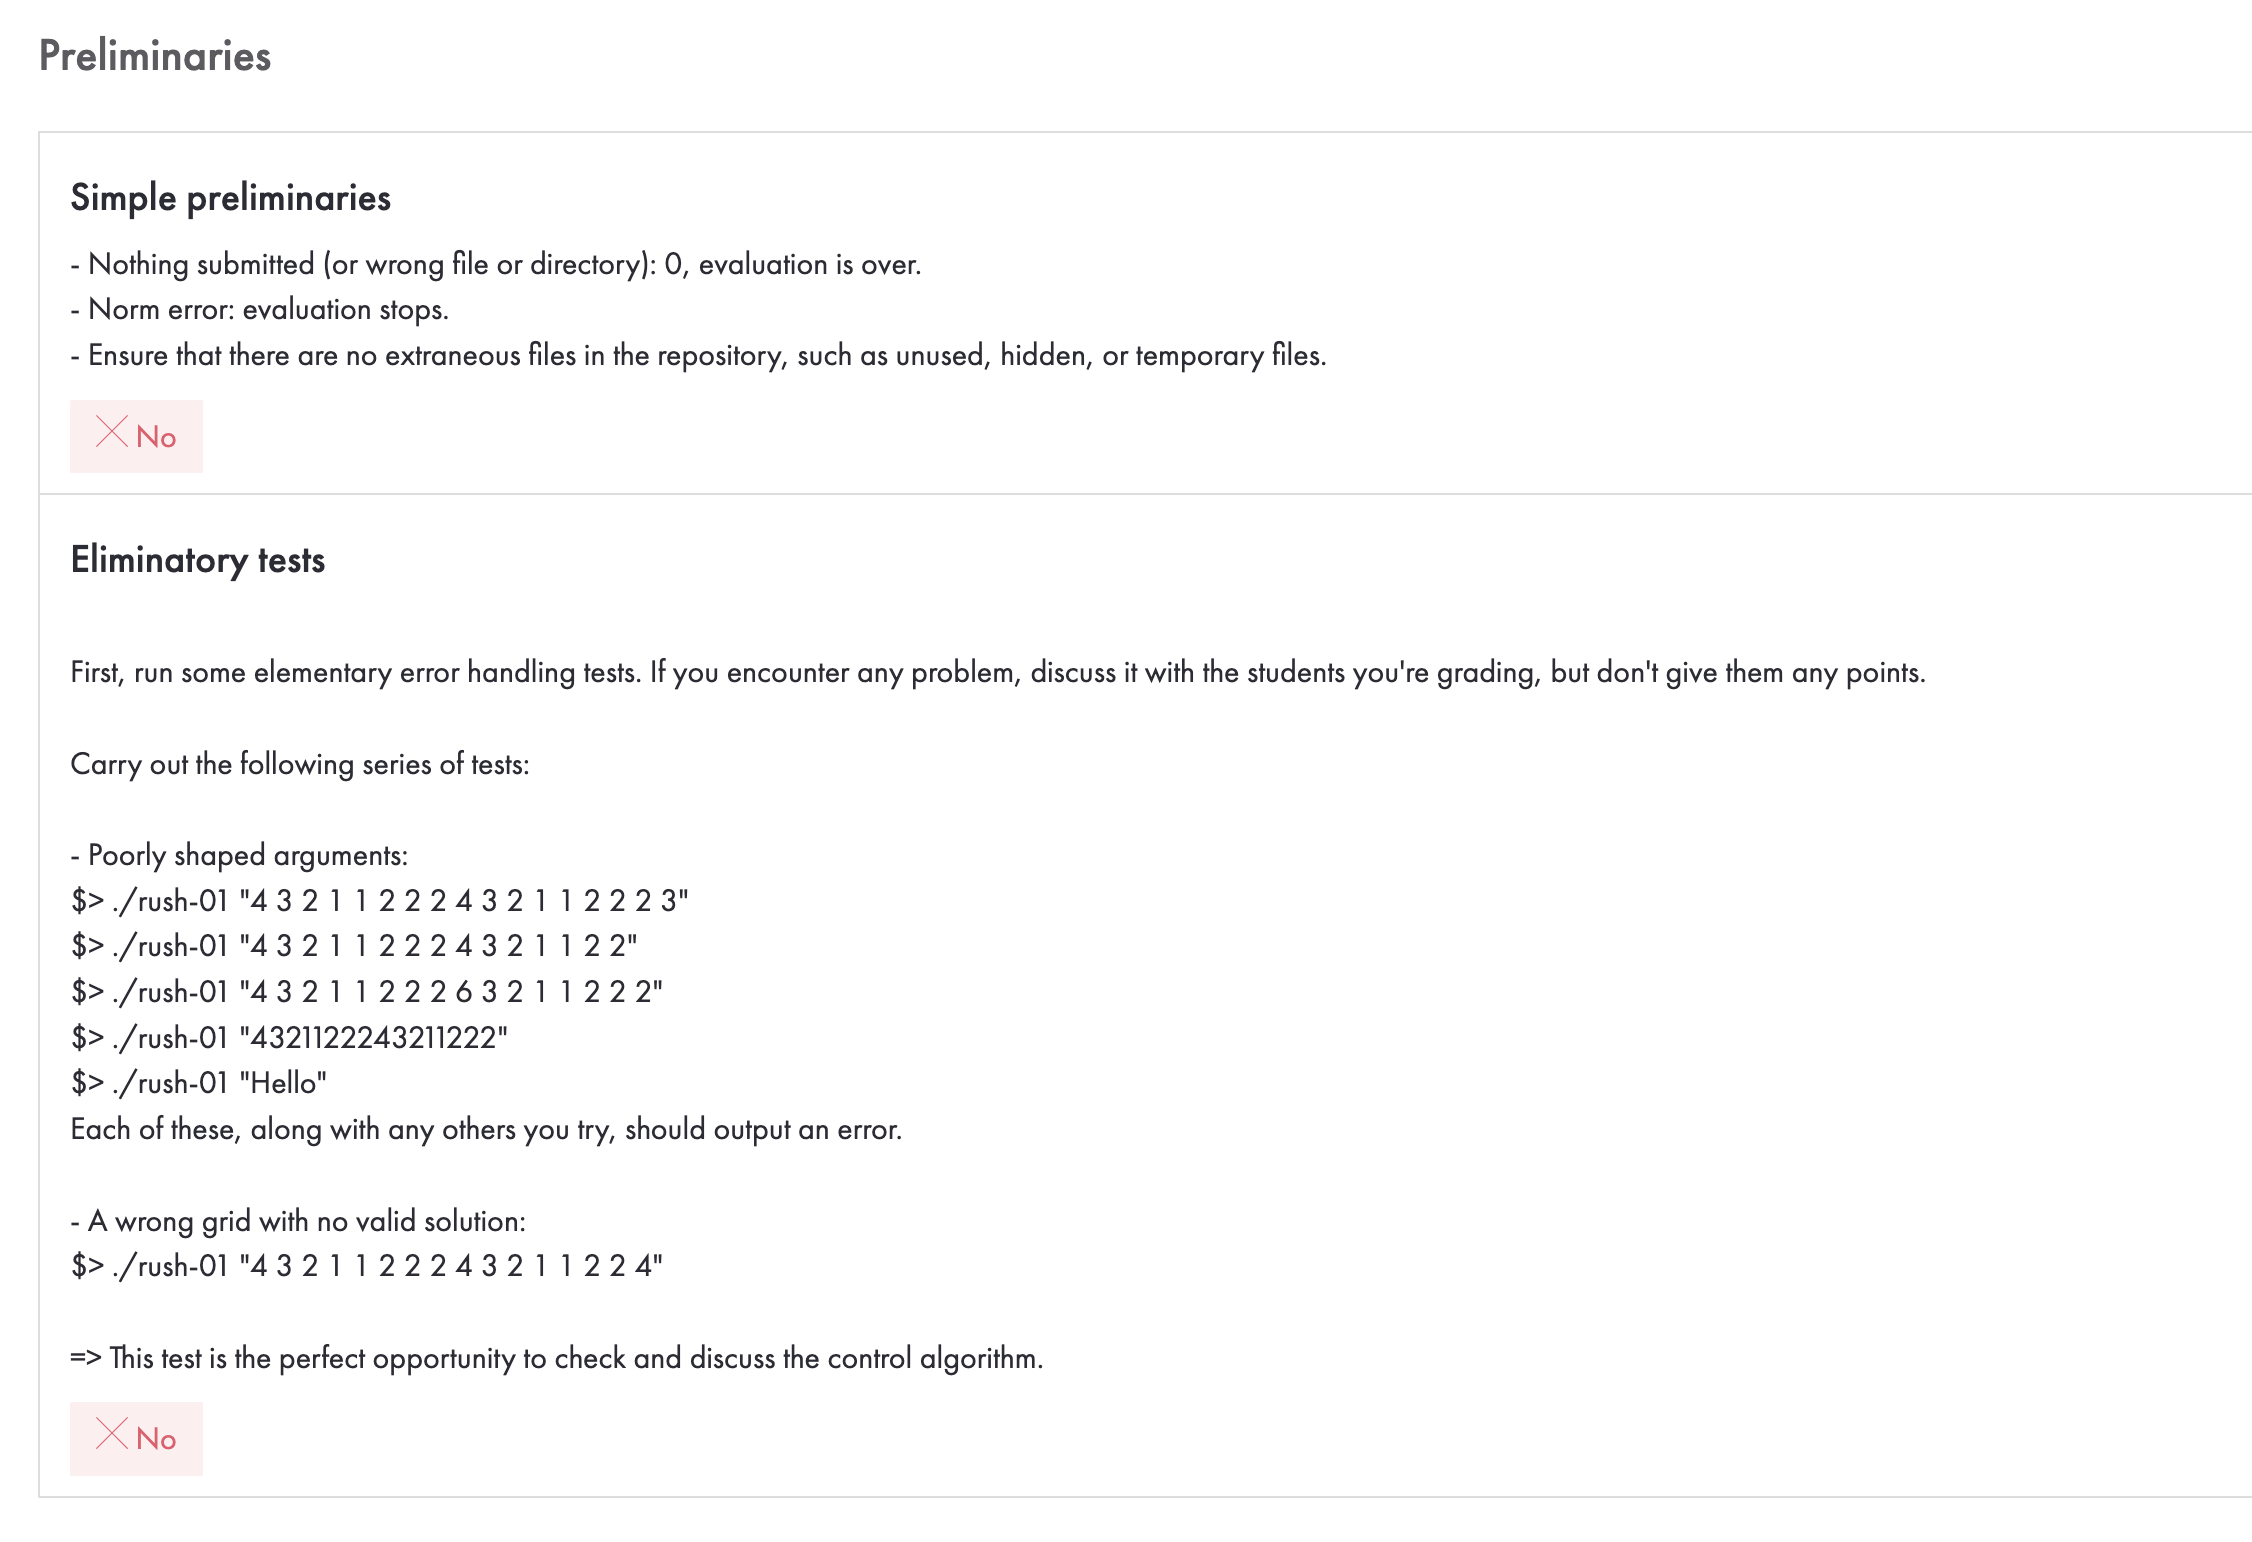 Preliminaries
Simple preliminaries
- Nothing submitted (or wrong file or directory): 0, evaluation is over.
- Norm error: evaluation stops.
- Ensure that there are no extraneous files in the repository, such as unused, hidden, or temporary files.
No
Eliminatory tests
First, run some elementary error handling tests. If you encounter any problem, discuss it with the students you're grading, but don't give them any points.
Carry out the following series of tests:
- Poorly shaped arguments:
$> ./rush-01 "4 3 2 1 1 2 2 2 4 3 2 1 1 2 2 2 3"
$> ./rush-01 "4 3 2 1 1 2 2 2 4 3 2 1 1 2 2"
$> ./rush-01 "4 3 2 1 1 2 2 2 6 3 2 1 1 2 2 2"
$> ./rush-01 "4321122243211222"
$> ./rush-01 "Hello"
Each of these, along with any others you try, should output an error.
- A wrong grid with no valid solution:
$> ./rush-01 "4 3 2 1 1 2 2 2 4 3 2 1 1 2 2 4"
=> This test is the perfect opportunity to check and discuss the control algorithm.
No